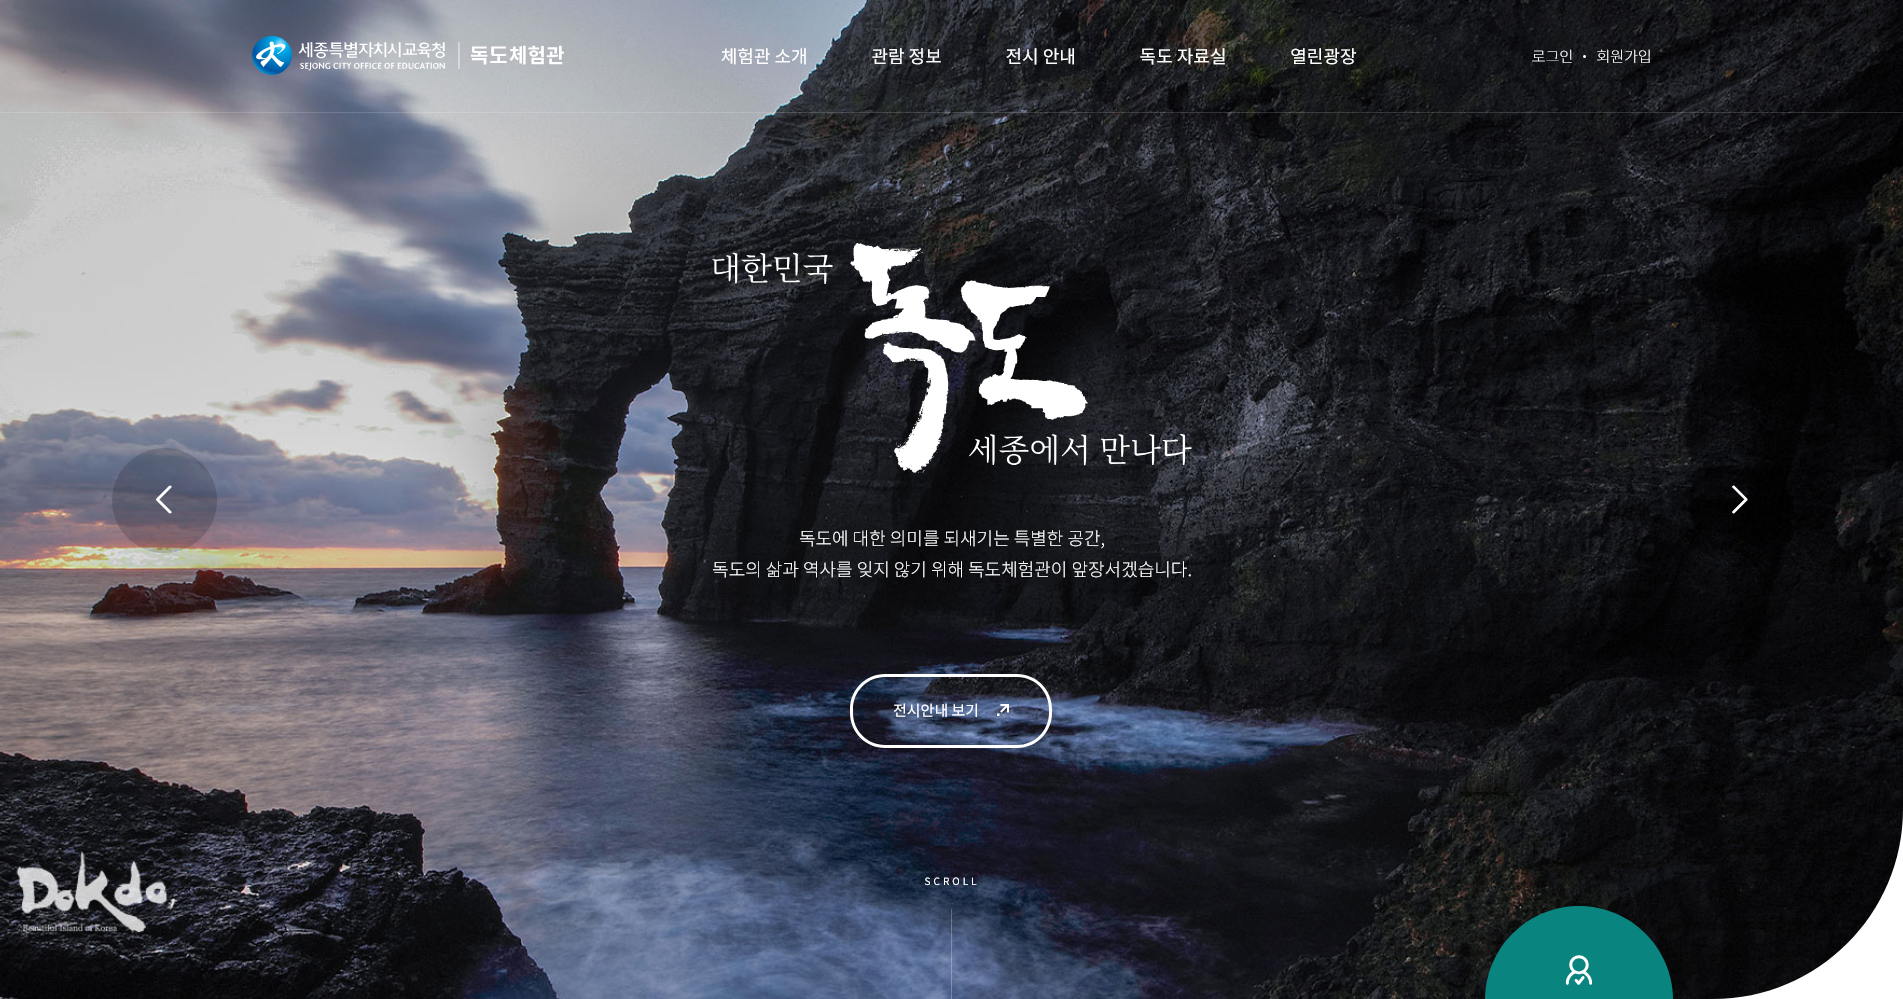 세종특별자치시교육청
SEJONG CITY OFFICE OF EDUCATION
독도체험관
체험관 소개
관람 정보
전시 안내
독도 자료실
열린광장
로그인 • 회원가입
대한민국
독도
세종에서 만나다
독도에 대한 의미를 되새기는 특별한 공간,
독도의 삶과 역사를 잊지 않기 위해 독도체험관이 앞장서겠습니다.
전시안내 보기
SCROLL
Dokdo,
Beautiful Island of Korea